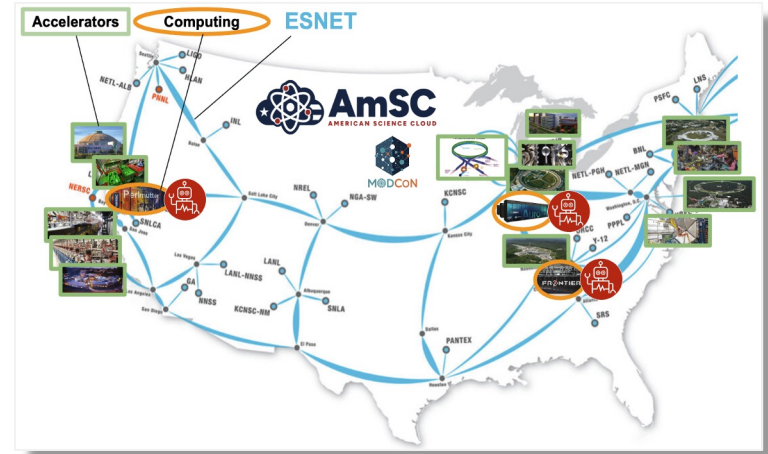 Accelerators
Computing
ESNET
LIGO
Seattle
HLAN
NETL-ALB
PNNL
AmSC
AMERICAN SCIENCE CLOUD
INL
Boise
MODCON
LNS
PSFC
BNL
NETL-PGH
NETL-MGN
NERSC
Perlmutter
Salt Lake City
NREL
NGA-SW
Denver
KCNSC
Kansas City
Washington, D.C.
PPPL
SNLCA
San Jose
ORCC
Y-12
FRONTIER
Las Vegas
LANL-NNSS
GA
NNSS
LANL
Albuquerque
KCNSC-NM
SNLA
Los Angeles
San Diego
El Paso
Dallas
PANTEX
Houston
SRS